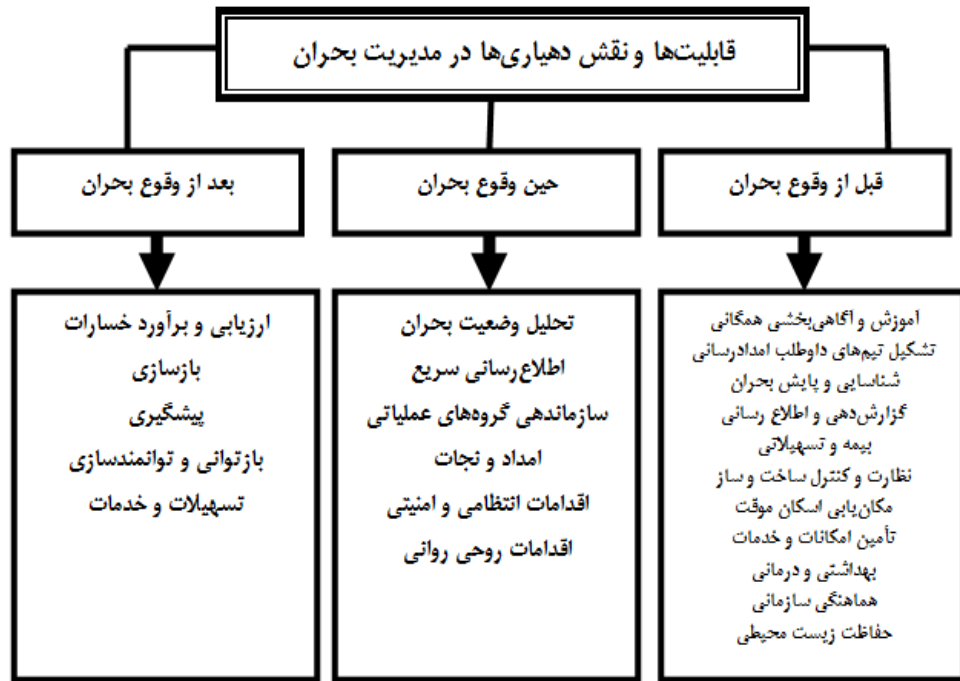 قابلیت‌ها و نقش دهیاری‌ها در مدیریت بحران
قبل از وقوع بحران
آموزش و آگاهی‌بخشی همگانی
تشکیل تیم‌های داوطلب امدادرسانی
شناسایی و پایش بحران
گزارش‌دهی و اطلاع رسانی
بیمه و تسهیلاتی
نظارت و کنترل ساخت و ساز
مکان‌یابی اسکان موقت
تأمین امکانات و خدمات
بهداشتی و درمانی
هماهنگی سازمانی
حفاظت زیست محیطی
حین وقوع بحران
تحلیل وضعیت بحران
اطلاع‌رسانی سریع
سازماندهی گروه‌های عملیاتی
امداد و نجات
اقدامات انتظامی و امنیتی
اقدامات روحی روانی
بعد از وقوع بحران
ارزیابی و برآورد خسارات
بازسازی
پیشگیری
بازتوانی و توانمندسازی
تسهیلات و خدمات